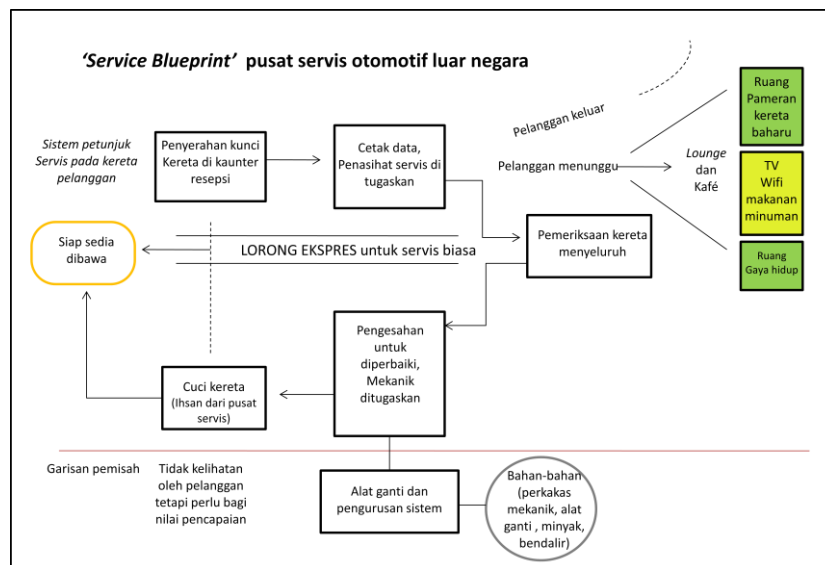 ‘Service Blueprint’ pusat servis otomotif luar negara
Sistem petunjuk
Servis pada kereta
pelanggan
Penyerahan kunci
Kereta di kaunter
resepsi
Cetak data,
Penasihat servis di
tugaskan
Pelanggan keluar
Pelanggan menunggu
Lounge
dan
Kafé
Ruang
Pameran
kereta
baharu
TV
Wifi
makanan
minuman
Ruang
Gaya hidup
Siap sedia
dibawa
LORONG EKSPRES untuk servis biasa
Pemeriksaan kereta
menyeluruh
Pengesahan
untuk
diperbaiki,
Mekanik
ditugaskan
Cuci kereta
(Ihsan dari pusat
servis)
Garisan pemisah
Tidak kelihatan
oleh pelanggan
tetapi perlu bagi
nilai pencapaian
Alat ganti dan
pengurusan sistem
Bahan-bahan
(perkakas
mekanik, alat
ganti , minyak,
bendalir)